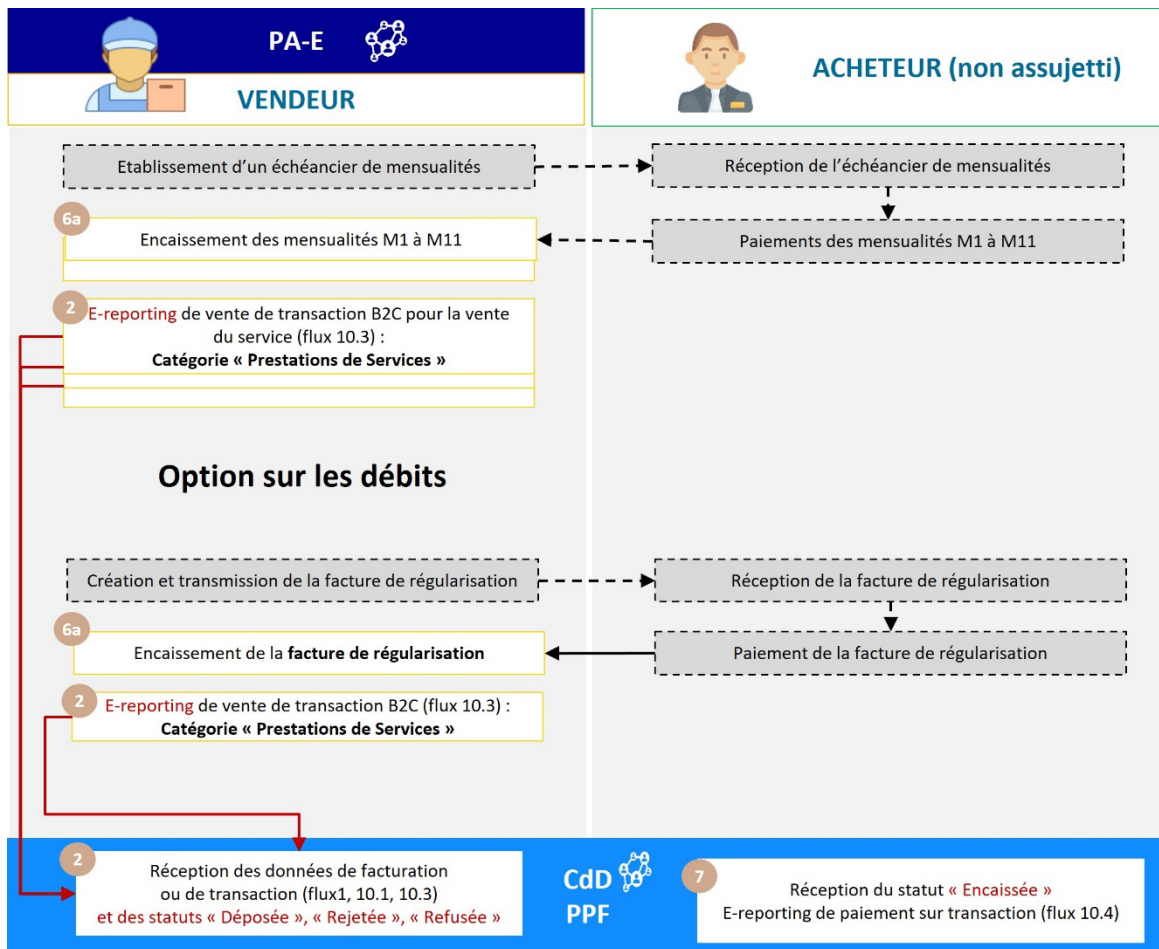 PA-E
VENDEUR
ACHETEUR (non assujetti)
Etablissement d'un échéancier de mensualités
Réception de l'échéancier de mensualités
6a
Encaissement des mensualités M1 à M11
Paiements des mensualités M1 à M11
2
E-reporting de vente de transaction B2C pour la vente
du service (flux 10.3) :
Catégorie « Prestations de Services »
Option sur les débits
Création et transmission de la facture de régularisation
Réception de la facture de régularisation
6a
Encaissement de la facture de régularisation
Paiement de la facture de régularisation
2
E-reporting de vente de transaction B2C (flux 10.3) :
Catégorie « Prestations de Services »
2
Réception des données de facturation
ou de transaction (flux1, 10.1, 10.3)
et des statuts « Déposée », « Rejetée », « Refusée »
CdD
PPF
7
Réception du statut « Encaissée »
E-reporting de paiement sur transaction (flux 10.4)